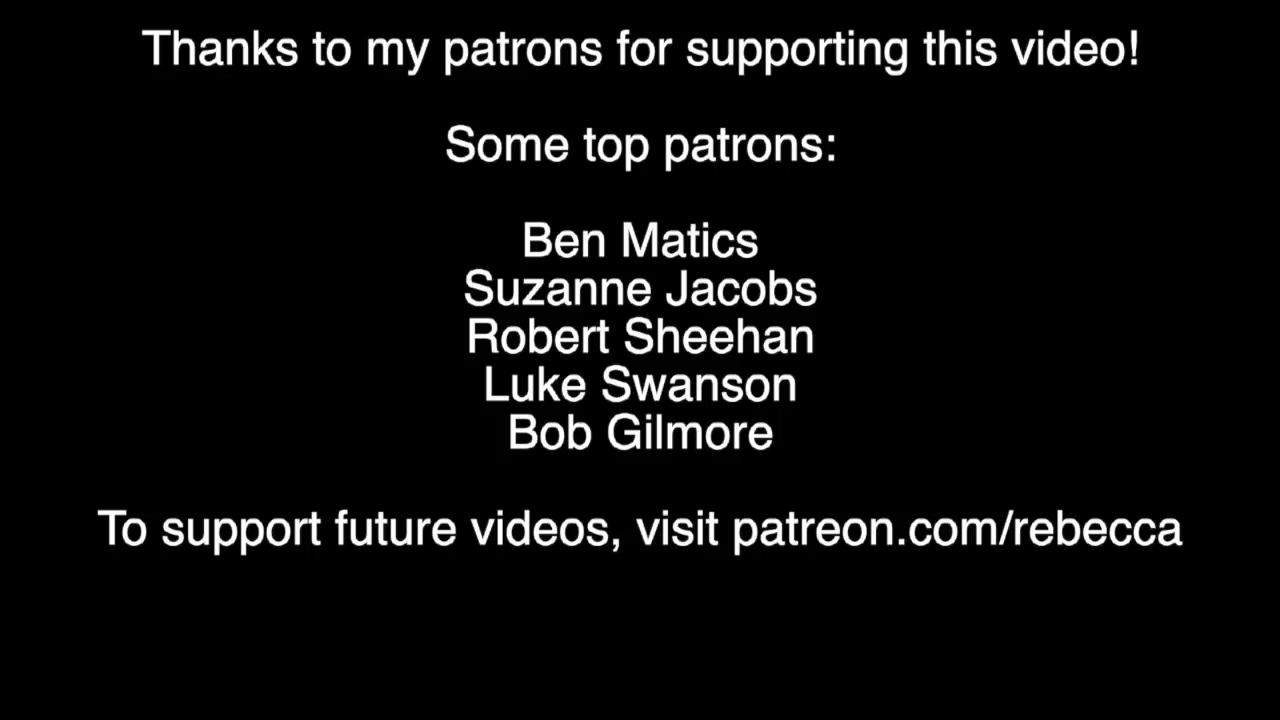 Thanks to my patrons for supporting this video!
Some top patrons:
Ben Matics
Suzanne Jacobs
Robert Sheehan
Luke Swanson
Bob Gilmore
To support future videos, visit patreon.com/rebecca